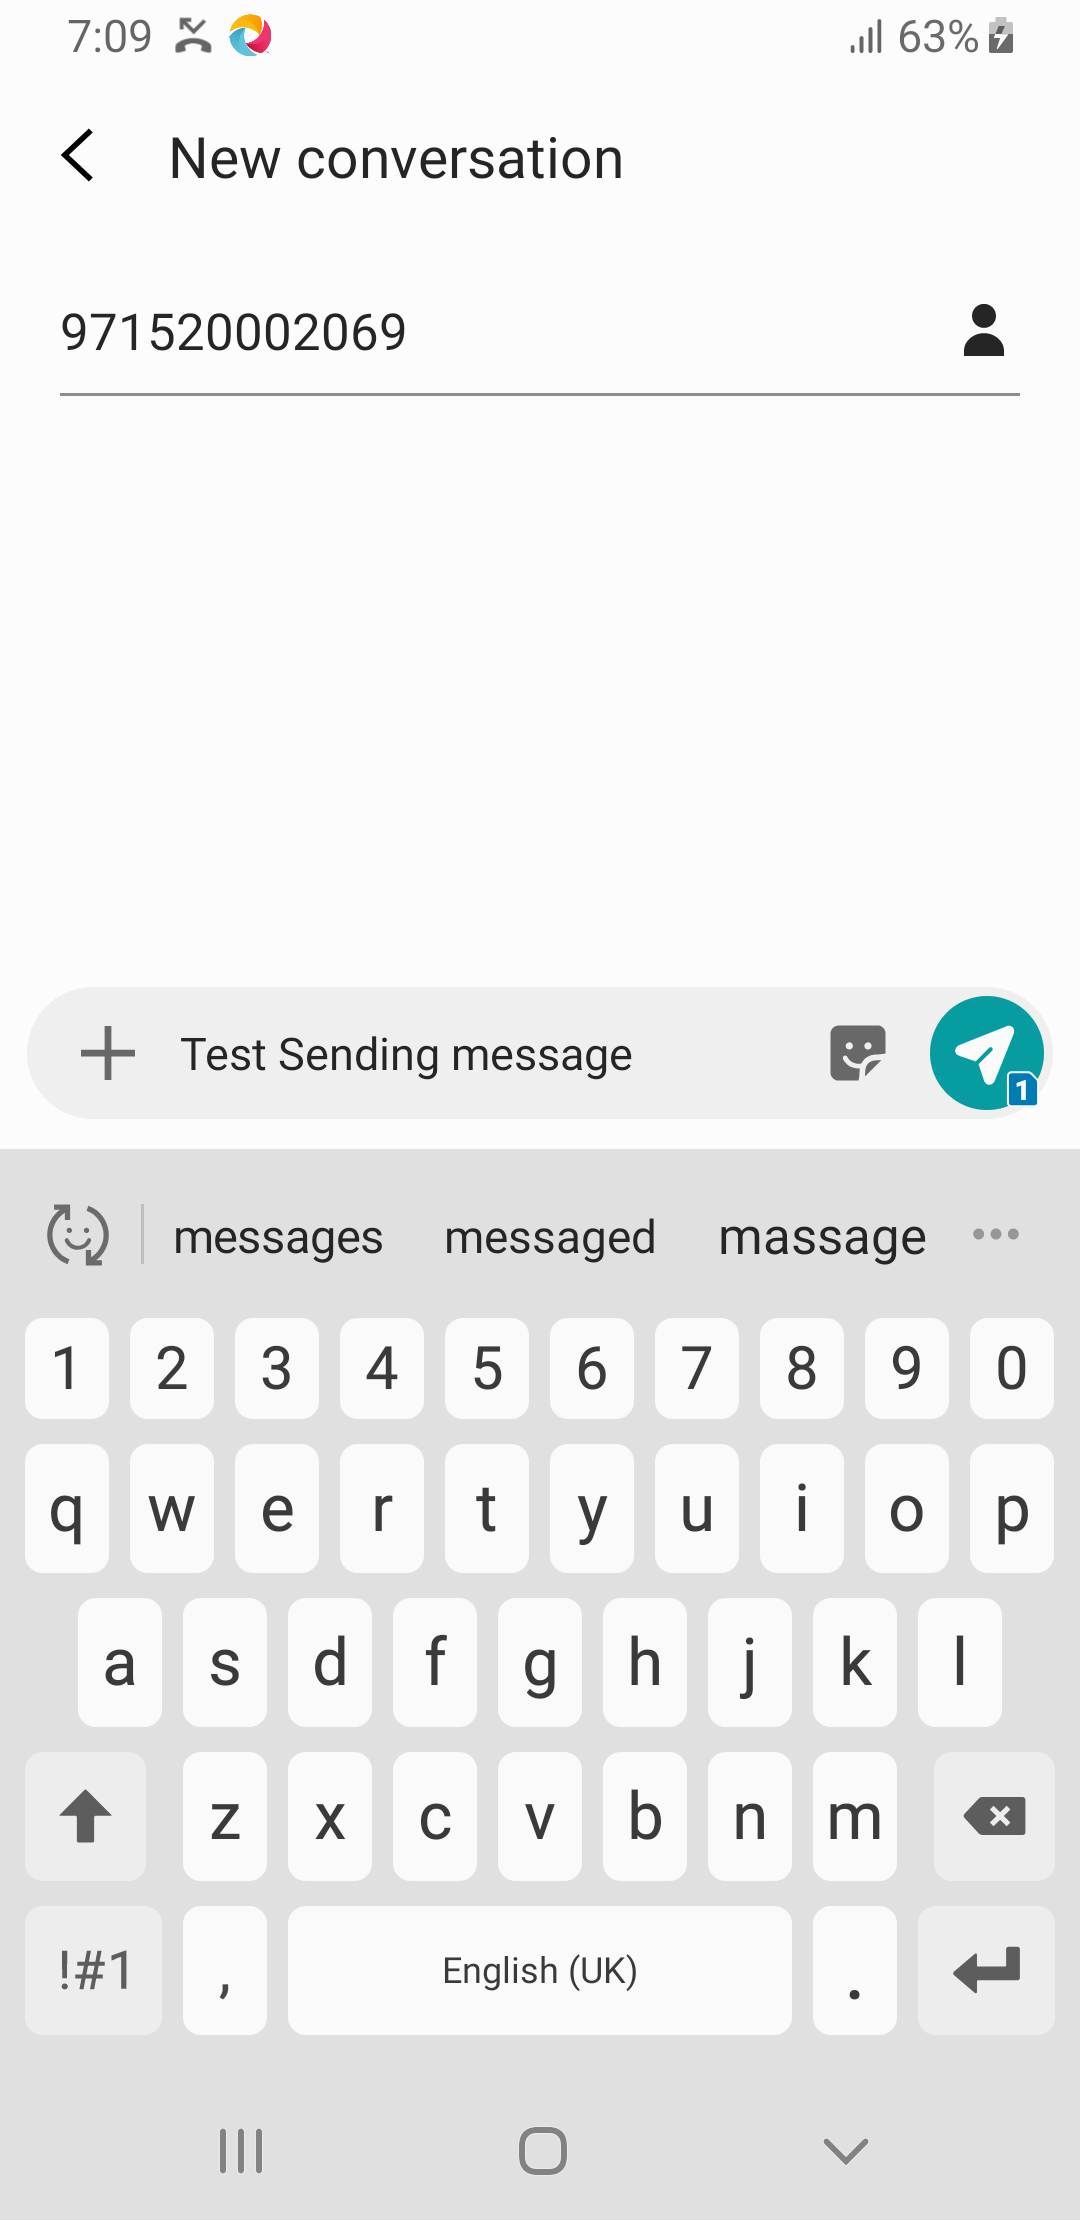 7:09 63%
New conversation
971520002069
Test Sending message
1
messages messaged massage
1 2 3 4 5 6 7 8 9 0
q w e r t y u i o p
a s d f g h j k l
z x c v b n m
!#1 , English (UK) .